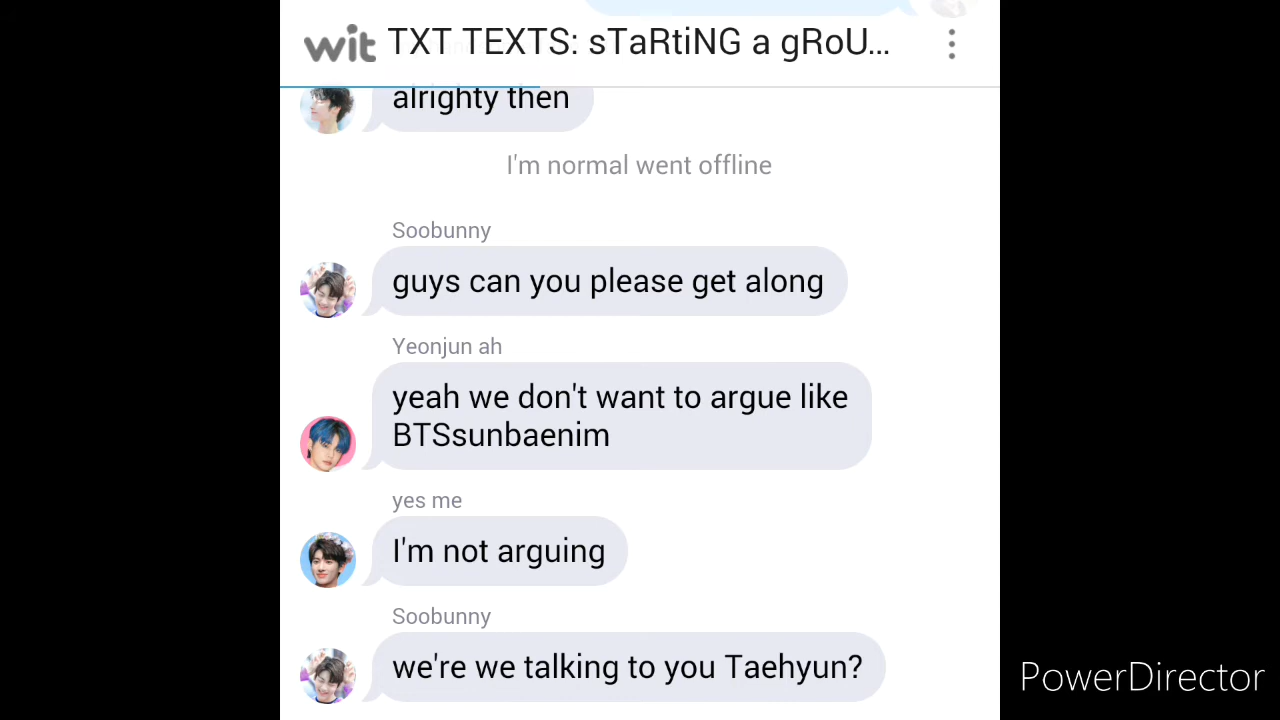 wit TXT TEXTS: sTaRtiNG a gRoU...
alrighty then
I'm normal went offline
Soobunny
guys can you please get along
Yeonjun ah
yeah we don't want to argue like
BTSsunbaenim
yes me
I'm not arguing
Soobunny
we're we talking to you Taehyun?
PowerDirector